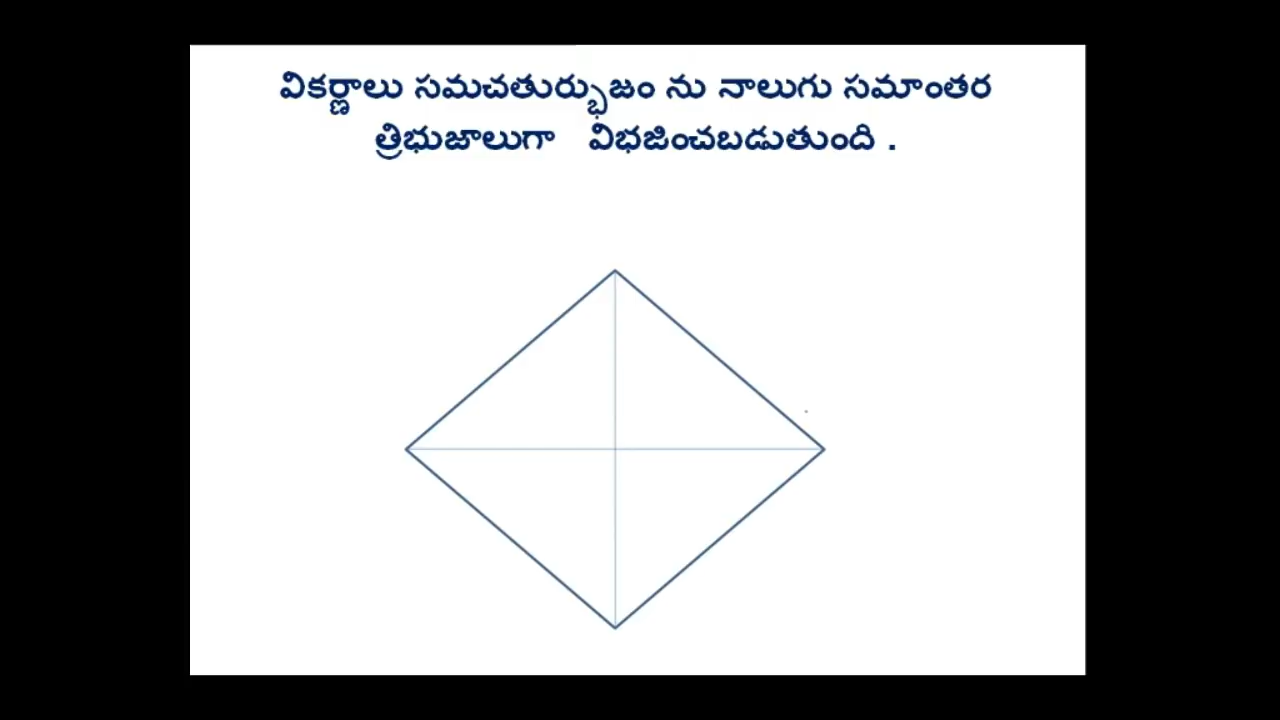 వికర్ణాలు సమచతుర్భుజం ను నాలుగు సమాంతర
త్రిభుజాలుగా విభజించబడుతుంది .